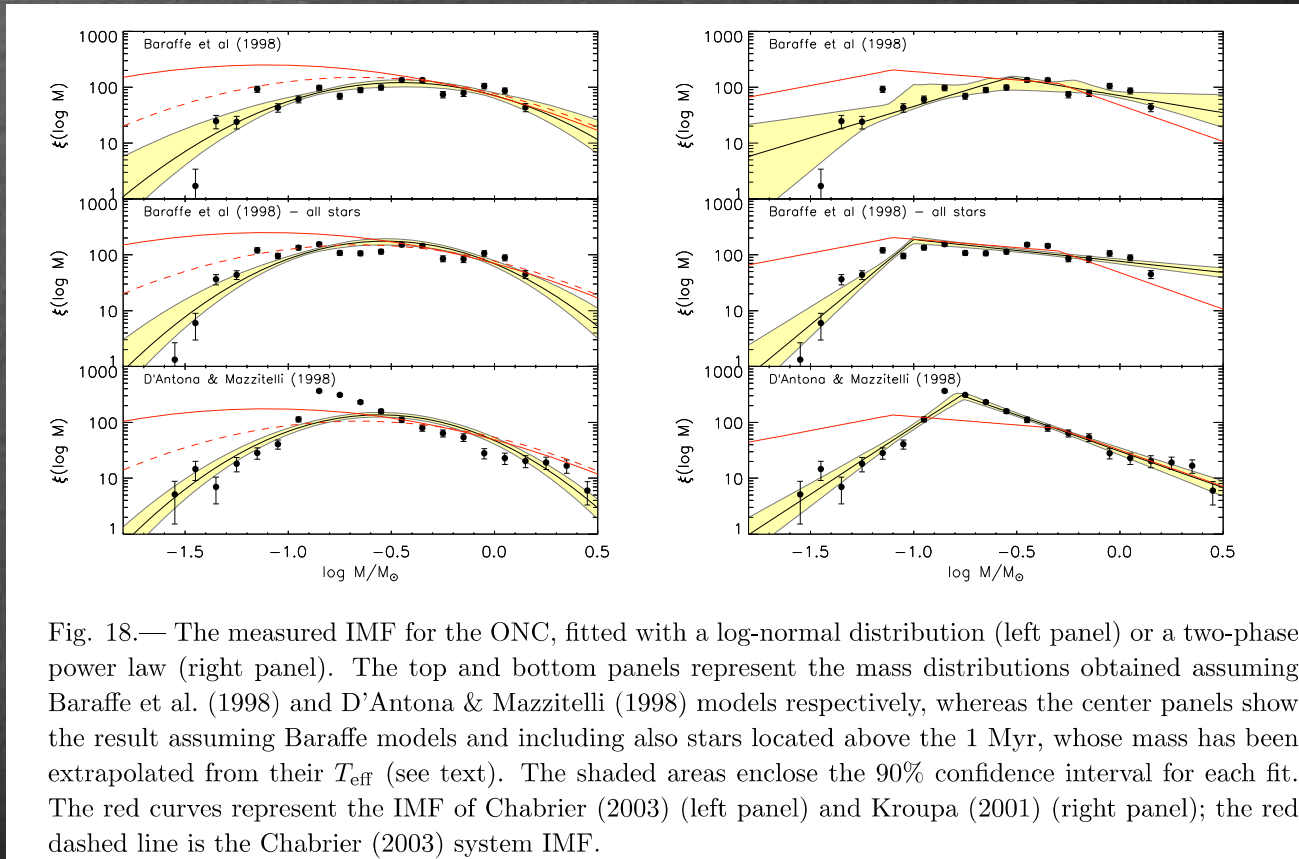 Baraffe et al (1998)
1000
100
10
1
ξ(log M)
Baraffe et al (1998) – all stars
1000
100
10
1
ξ(log M)
D'Antona & Mazzitelli (1998)
1000
100
10
1
ξ(log M)
−1.5 −1.0 −0.5 0.0 0.5
log M/M⊙
Baraffe et al (1998)
1000
100
10
1
ξ(log M)
Baraffe et al (1998) – all stars
1000
100
10
1
ξ(log M)
D'Antona & Mazzitelli (1998)
1000
100
10
1
ξ(log M)
−1.5 −1.0 −0.5 0.0 0.5
log M/M⊙
Fig. 18.— The measured IMF for the ONC, fitted with a log-normal distribution (left panel) or a two-phase
power law (right panel). The top and bottom panels represent the mass distributions obtained assuming
Baraffe et al. (1998) and D'Antona & Mazzitelli (1998) models respectively, whereas the center panels show
the result assuming Baraffe models and including also stars located above the 1 Myr, whose mass has been
extrapolated from their Teff (see text). The shaded areas enclose the 90% confidence interval for each fit.
The red curves represent the IMF of Chabrier (2003) (left panel) and Kroupa (2001) (right panel); the red
dashed line is the Chabrier (2003) system IMF.